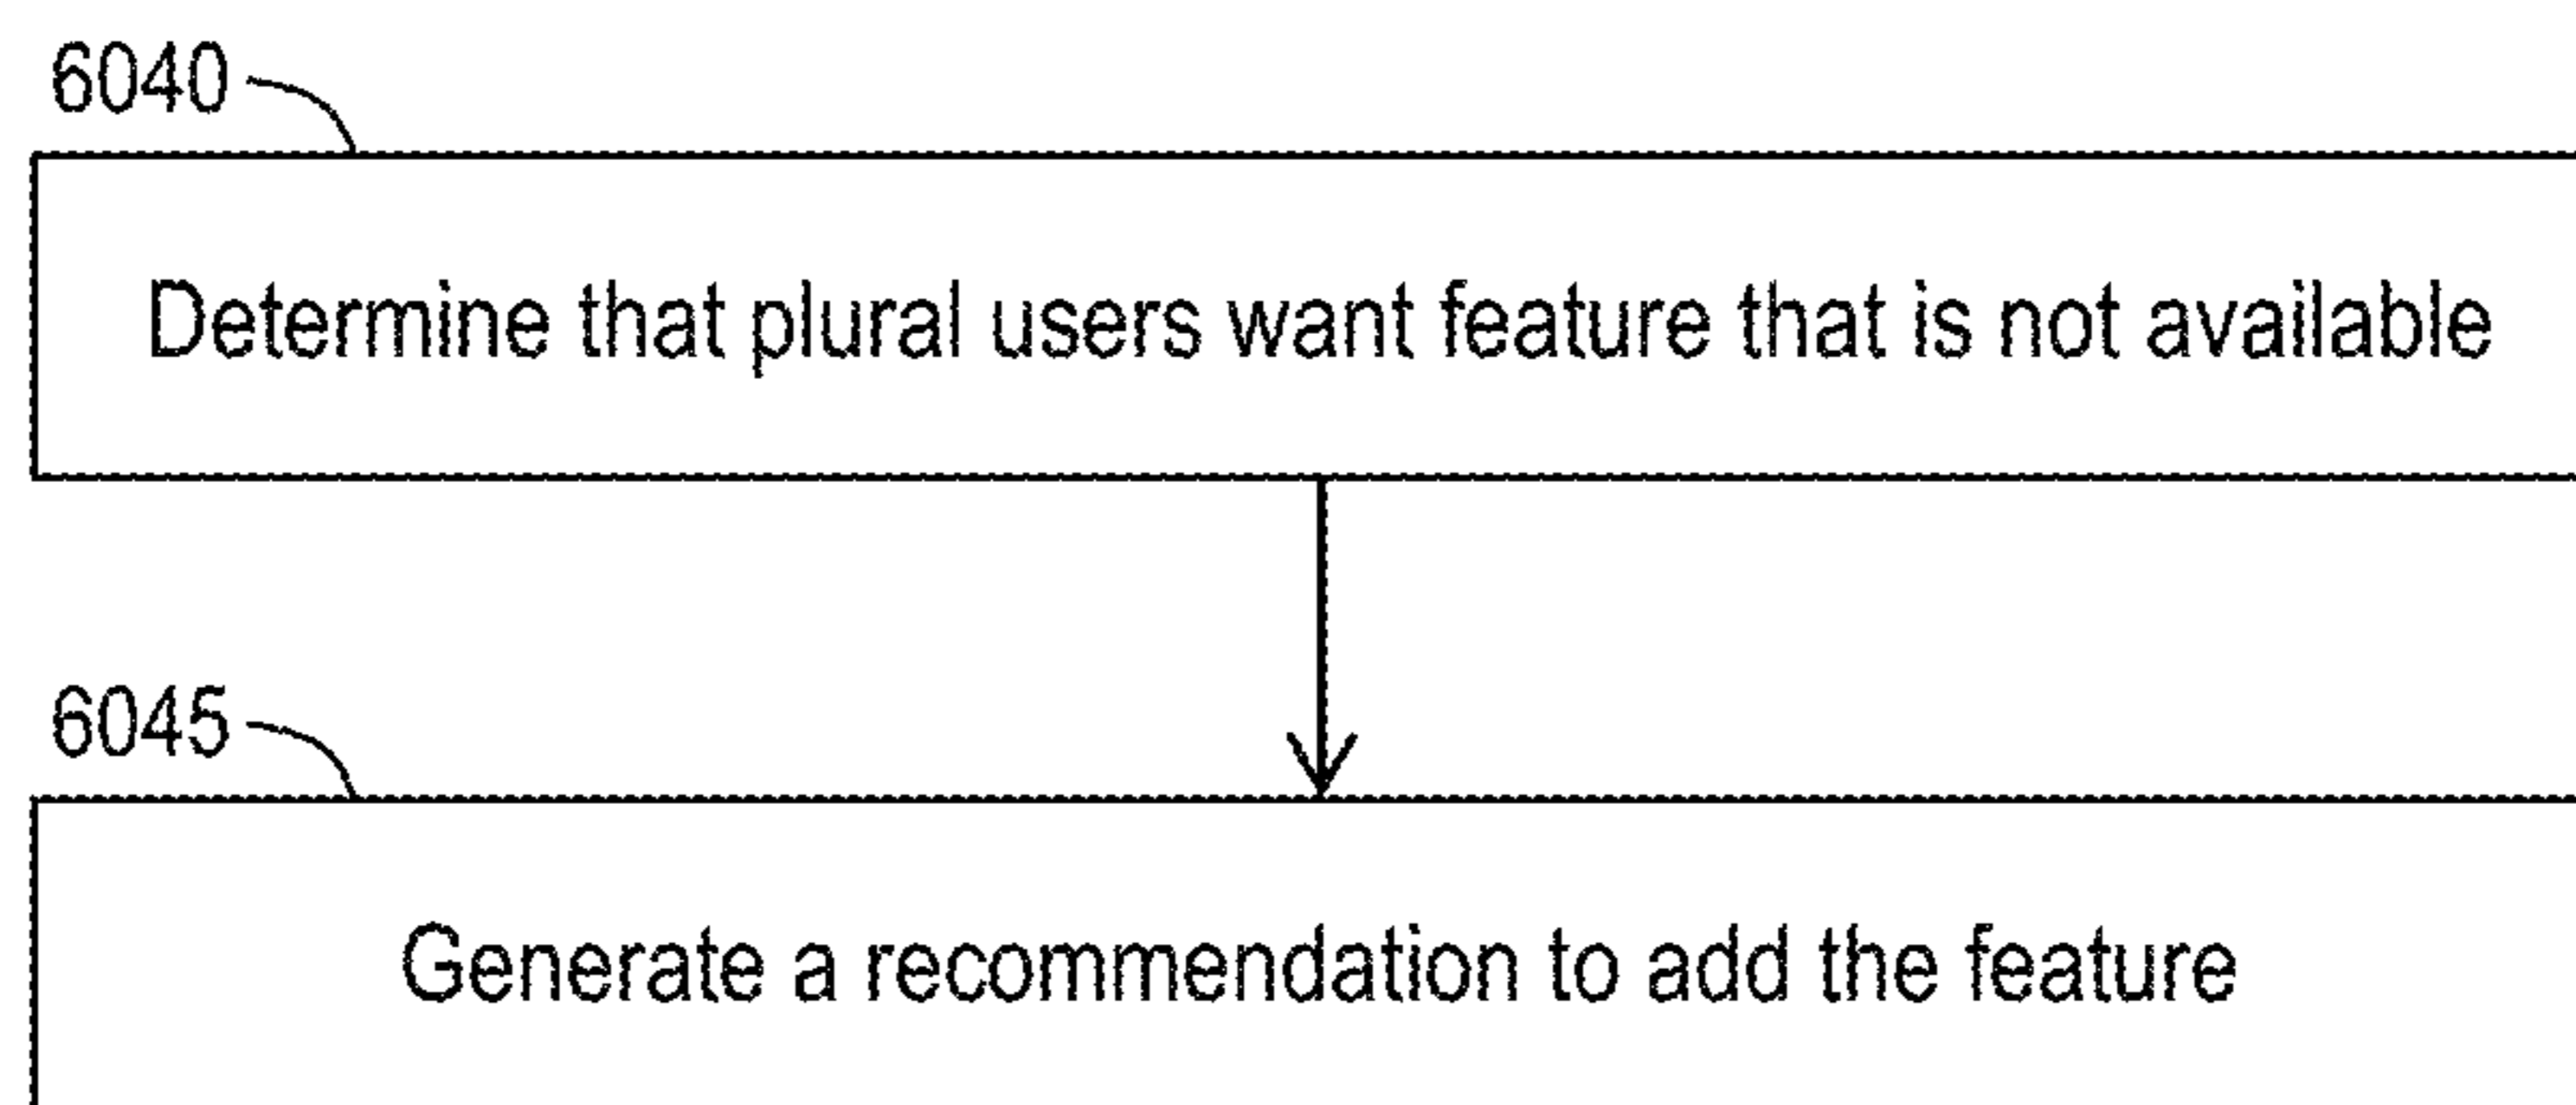 6040
Determine that plural users want feature that is not available
6045
Generate a recommendation to add the feature